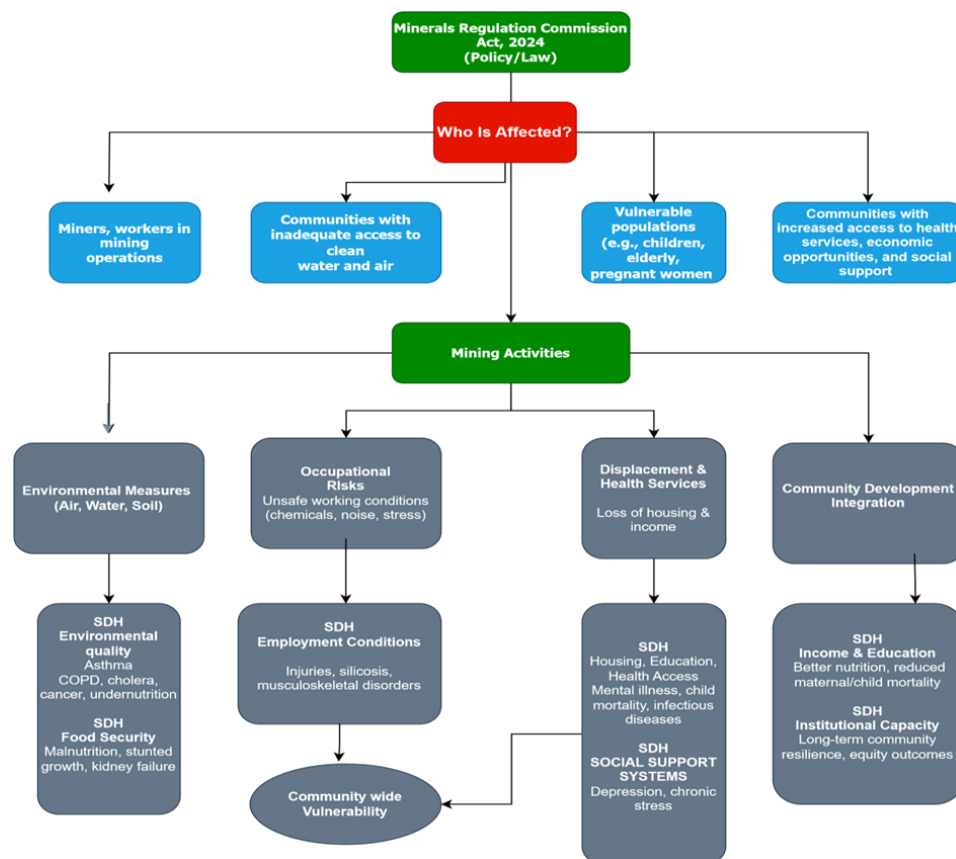 Minerals Regulation Commission
Act, 2024
(Policy/Law)
Who Is Affected?
Miners, workers in
mining
operations
Communities with
inadequate access to
clean
water and air
Vulnerable
populations
(e.g., children,
elderly,
pregnant women
Communities with
increased access to health
services, economic
opportunities, and social
support
Mining Activities
Environmental Measures
(Air, Water, Soil)
Occupational
RIsks
Unsafe working conditions
(chemicals, noise, stress)
Displacement &
Health Services
Loss of housing &
income
Community Development
Integration
SDH
Environmental
quality
Asthma
COPD, cholera,
cancer, undernutrition
SDH
Food Security
Malnutrition, stunted
growth, kidney failure
SDH
Employment Conditions
Injuries, silicosis,
musculoskeletal disorders
SDH
Housing, Education,
Health Access
Mental illness, child
mortality, infectious
diseases
SDH
SOCIAL SUPPORT
SYSTEMS
Depression, chronic
stress
SDH
Income & Education
Better nutrition, reduced
maternal/child mortality
SDH
Institutional Capacity
Long-term community
resilience, equity outcomes
Community wide
Vulnerability